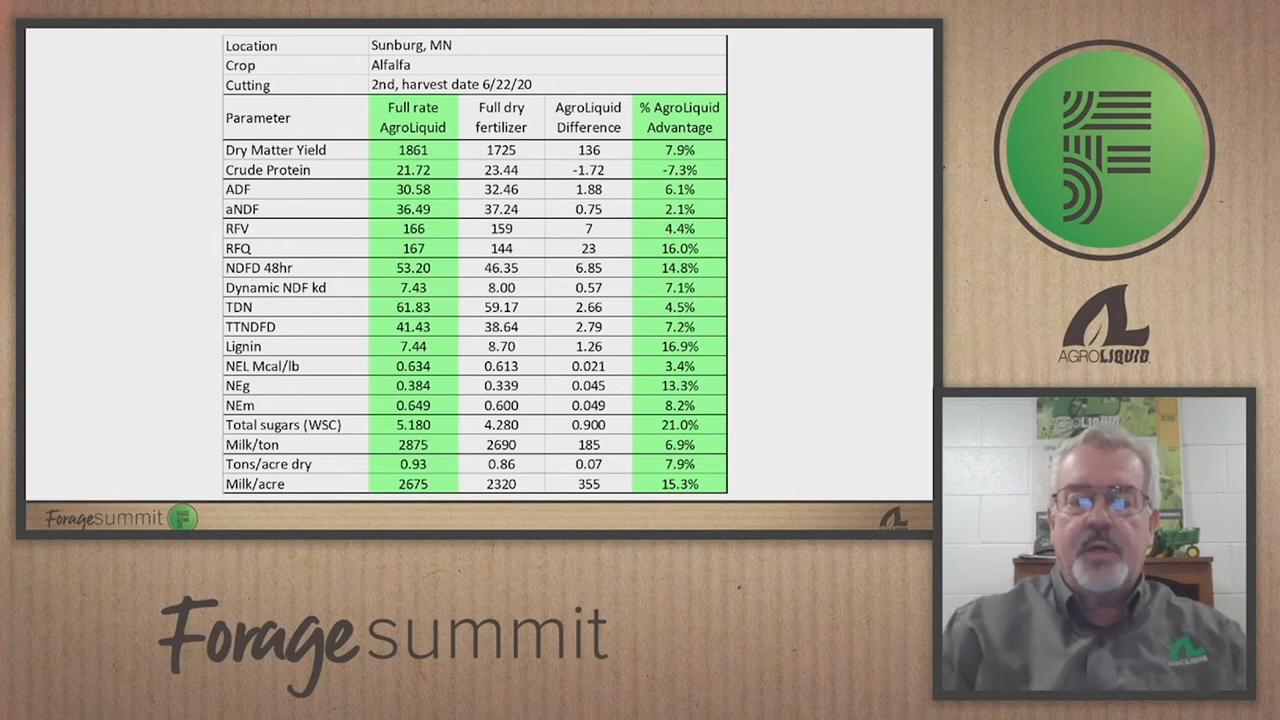 Location Sunburg, MN
Crop Alfalfa
Cutting 2nd, harvest date 6/22/20
Parameter Full rate AgroLiquid Full dry fertilizer AgroLiquid Difference % AgroLiquid Advantage
Dry Matter Yield 1861 1725 136 7.9%
Crude Protein 21.72 23.44 -1.72 -7.3%
ADF 30.58 32.46 1.88 6.1%
aNDF 36.49 37.24 0.75 2.1%
RFV 166 159 7 4.4%
RFQ 167 144 23 16.0%
NDFD 48hr 53.20 46.35 6.85 14.8%
Dynamic NDF kd 7.43 8.00 0.57 7.1%
TDN 61.83 59.17 2.66 4.5%
TTNDFD 41.43 38.64 2.79 7.2%
Lignin 7.44 8.70 1.26 16.9%
NEL Mcal/lb 0.634 0.613 0.021 3.4%
NEg 0.384 0.339 0.045 13.3%
NEm 0.649 0.600 0.049 8.2%
Total sugars (WSC) 5.180 4.280 0.900 21.0%
Milk/ton 2875 2690 185 6.9%
Tons/acre dry 0.93 0.86 0.07 7.9%
Milk/acre 2675 2320 355 15.3%
Foragesummit F
Forage summit
F
AGROLIQUID
AGROLIQUID
AGROLIQUID